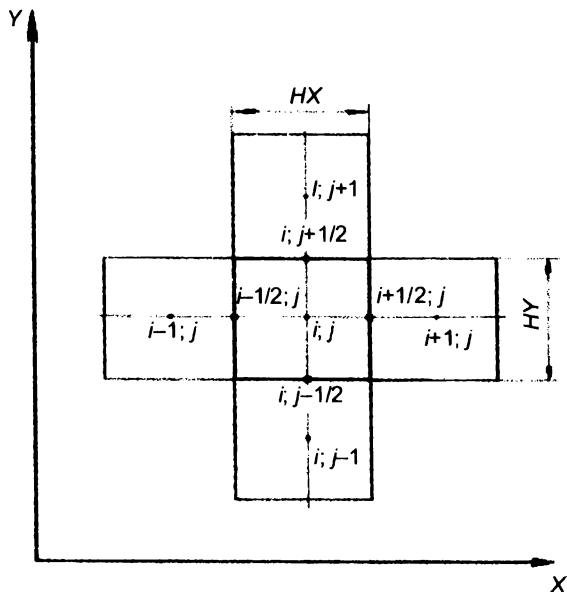 Y
HX
I; j+1
i; j+1/2
j–1/2; j
i+1/2; j
HY
i–1; j
i; j
i+1; j
i; j–1/2
i; j–1
X